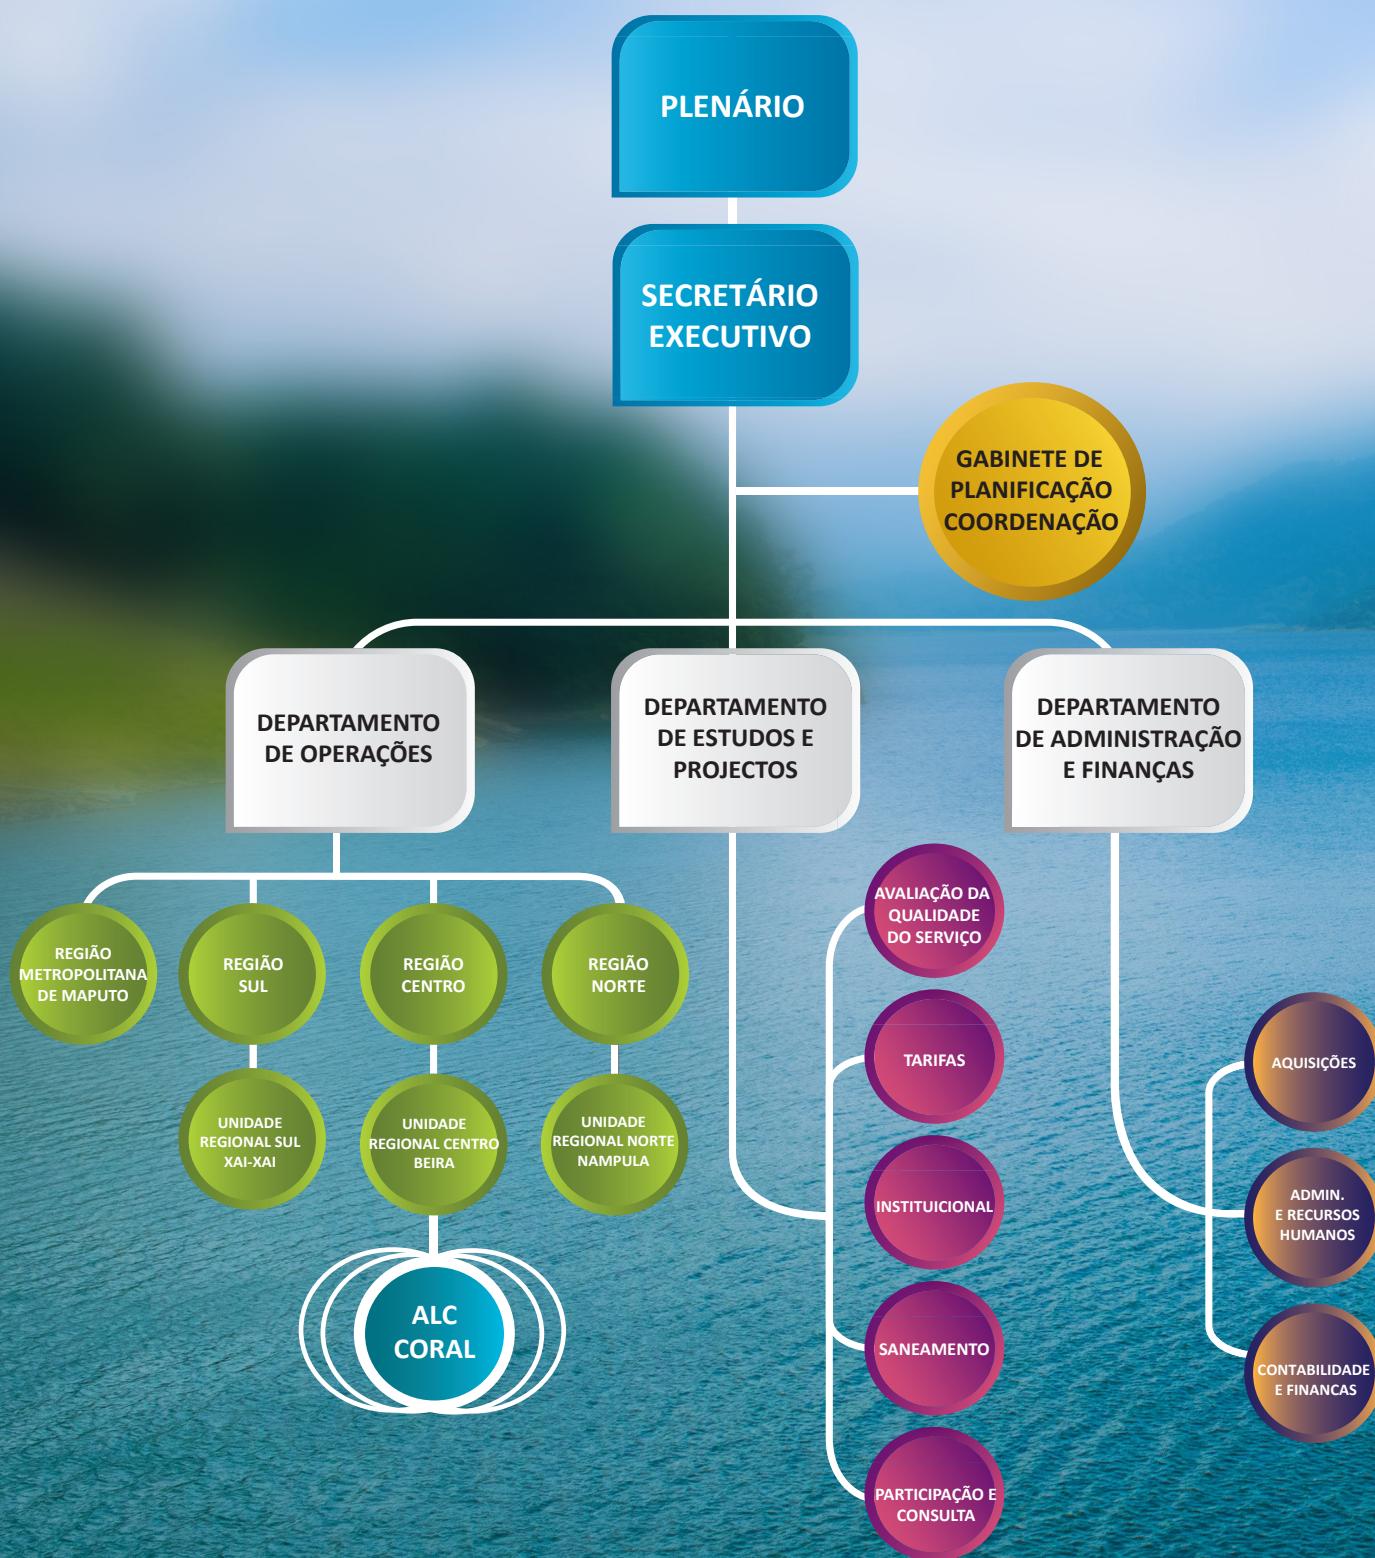 PLENÁRIO
SECRETÁRIO
EXECUTIVO
GABINETE DE
PLANIFICAÇÃO
COORDENAÇÃO
DEPARTAMENTO
DE OPERAÇÕES
DEPARTAMENTO
DE ESTUDOS E
PROJECTOS
DEPARTAMENTO
DE ADMINISTRAÇÃO
E FINANÇAS
REGIÃO
METROPOLITANA
DE MAPUTO
REGIÃO
SUL
REGIÃO
CENTRO
REGIÃO
NORTE
UNIDADE
REGIONAL SUL
XAI-XAI
UNIDADE
REGIONAL CENTRO
BEIRA
UNIDADE
REGIONAL NORTE
NAMPULA
ALC
CORAL
AVALIAÇÃO DA
QUALIDADE
DO SERVIÇO
TARIFAS
INSTITUICIONAL
SANEAMENTO
PARTICIPAÇÃO E
CONSULTA
AQUISIÇÕES
ADMIN.
E RECURSOS
HUMANOS
CONTABILIDADE
E FINANCAS